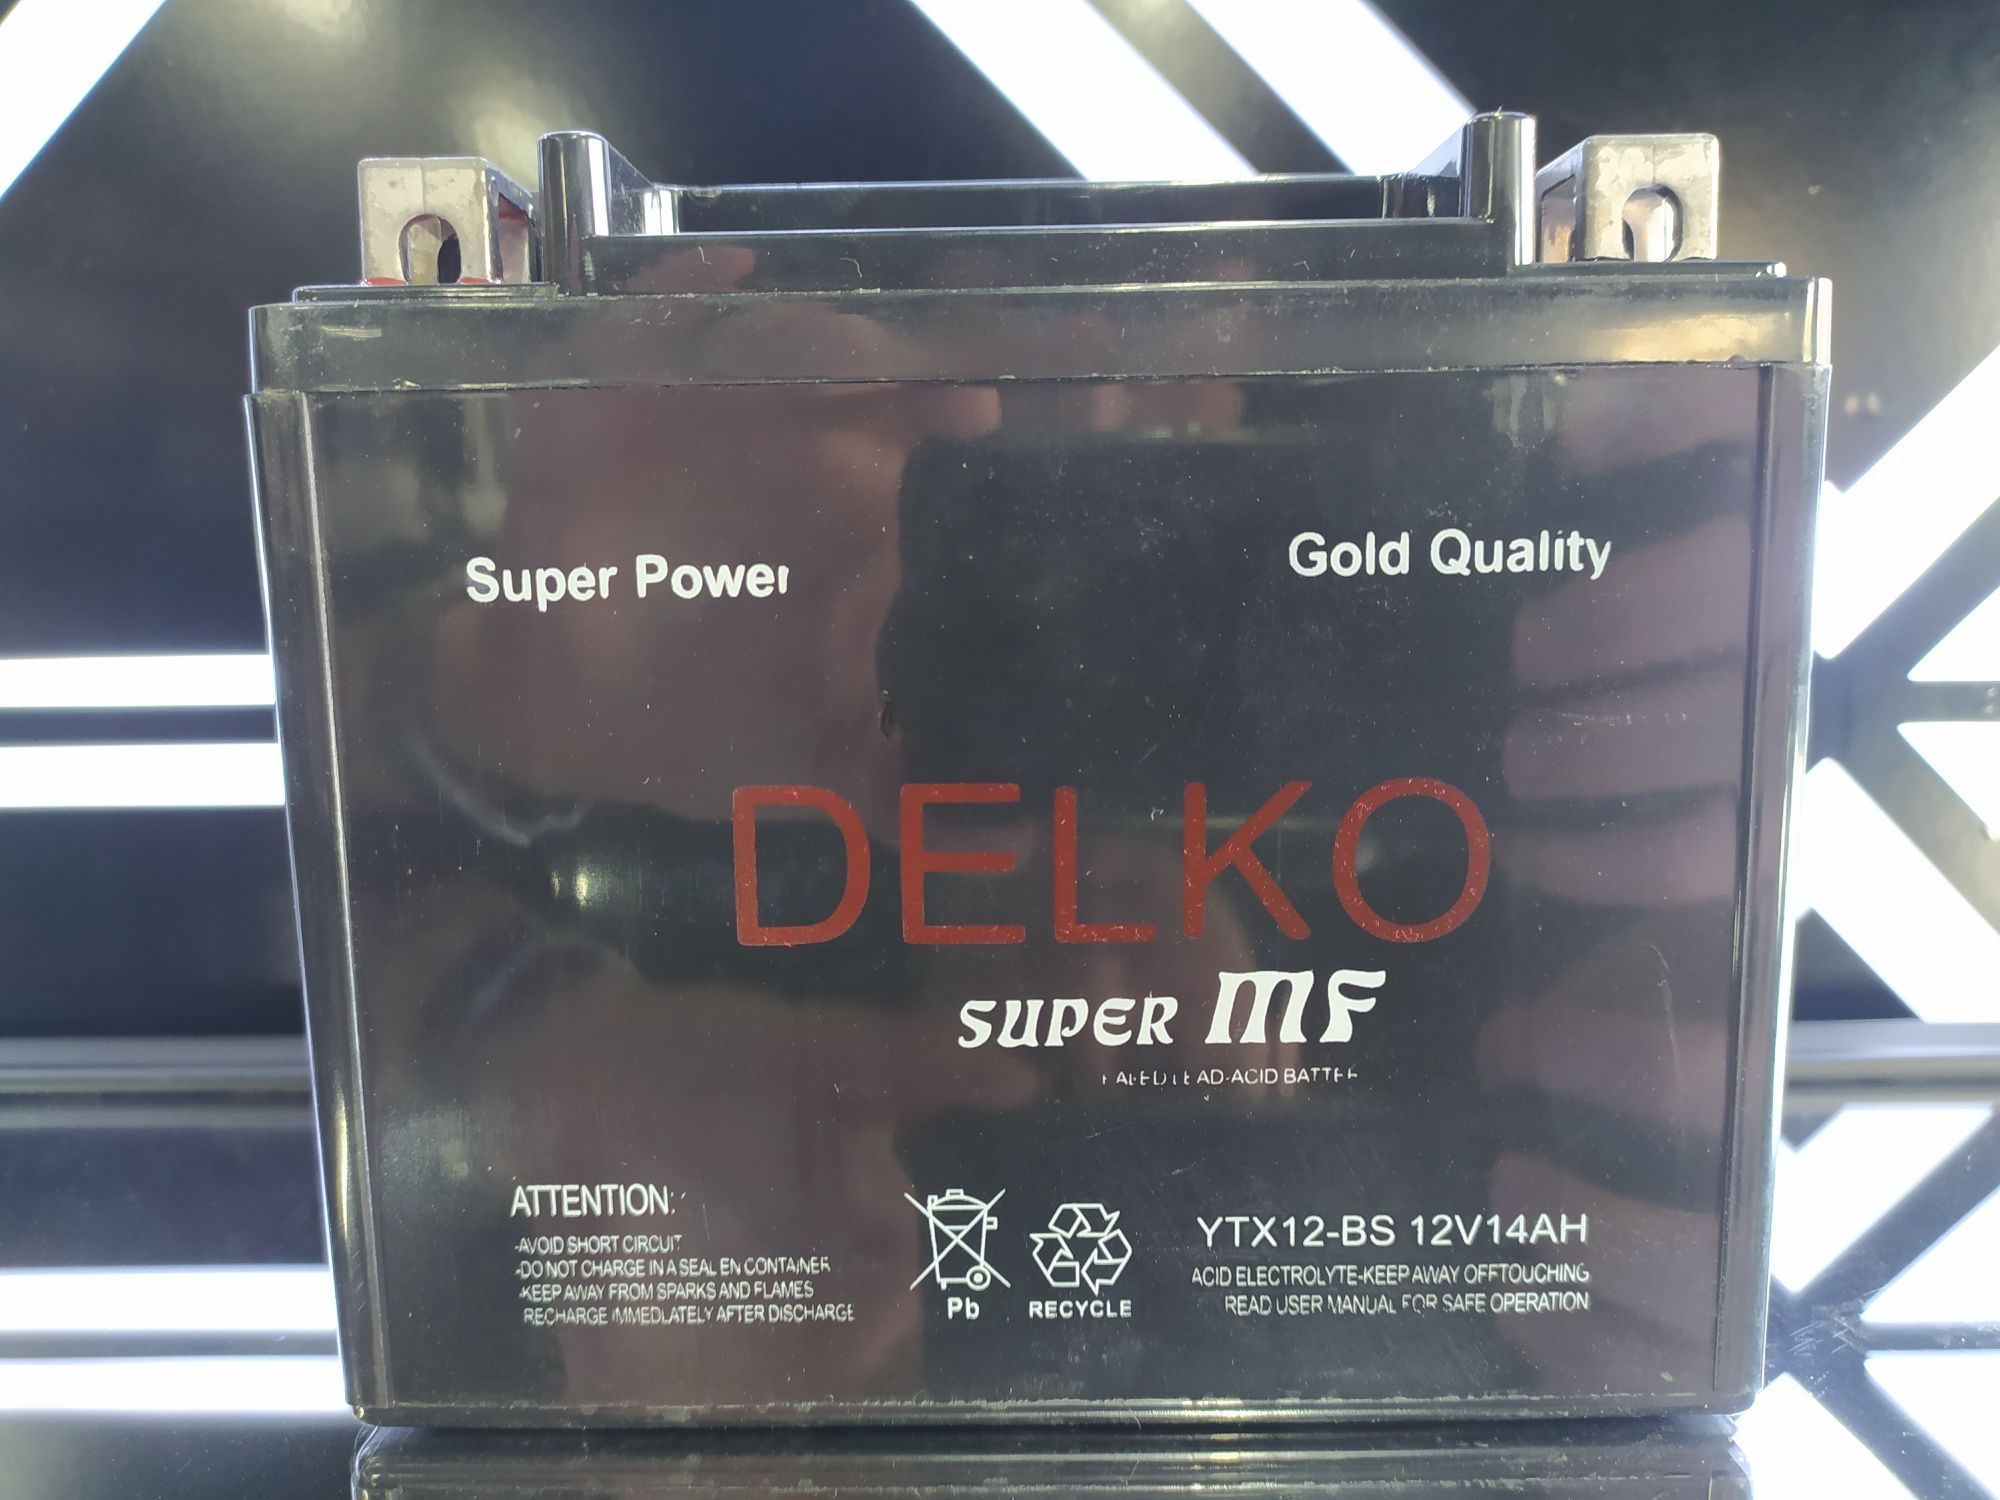 Super Power
Gold Quality
DELKO
SUPER MF
AD-ACID
ATTENTION:
-AVOID SHORT CIRCUIT
-DO NOT CHARGE IN A SEAL EN CONTAINER
-KEEP AWAY FROM SPARKS AND FLAMES
RECHARGE IMMEDLATELY AFTER DISCHARGE
Pb
RECYCLE
YTX12-BS 12V14AH
ACID ELECTROLYTE-KEEP AWAY OFFTOUCHING
READ USER MANUAL FOR SAFE OPERATION